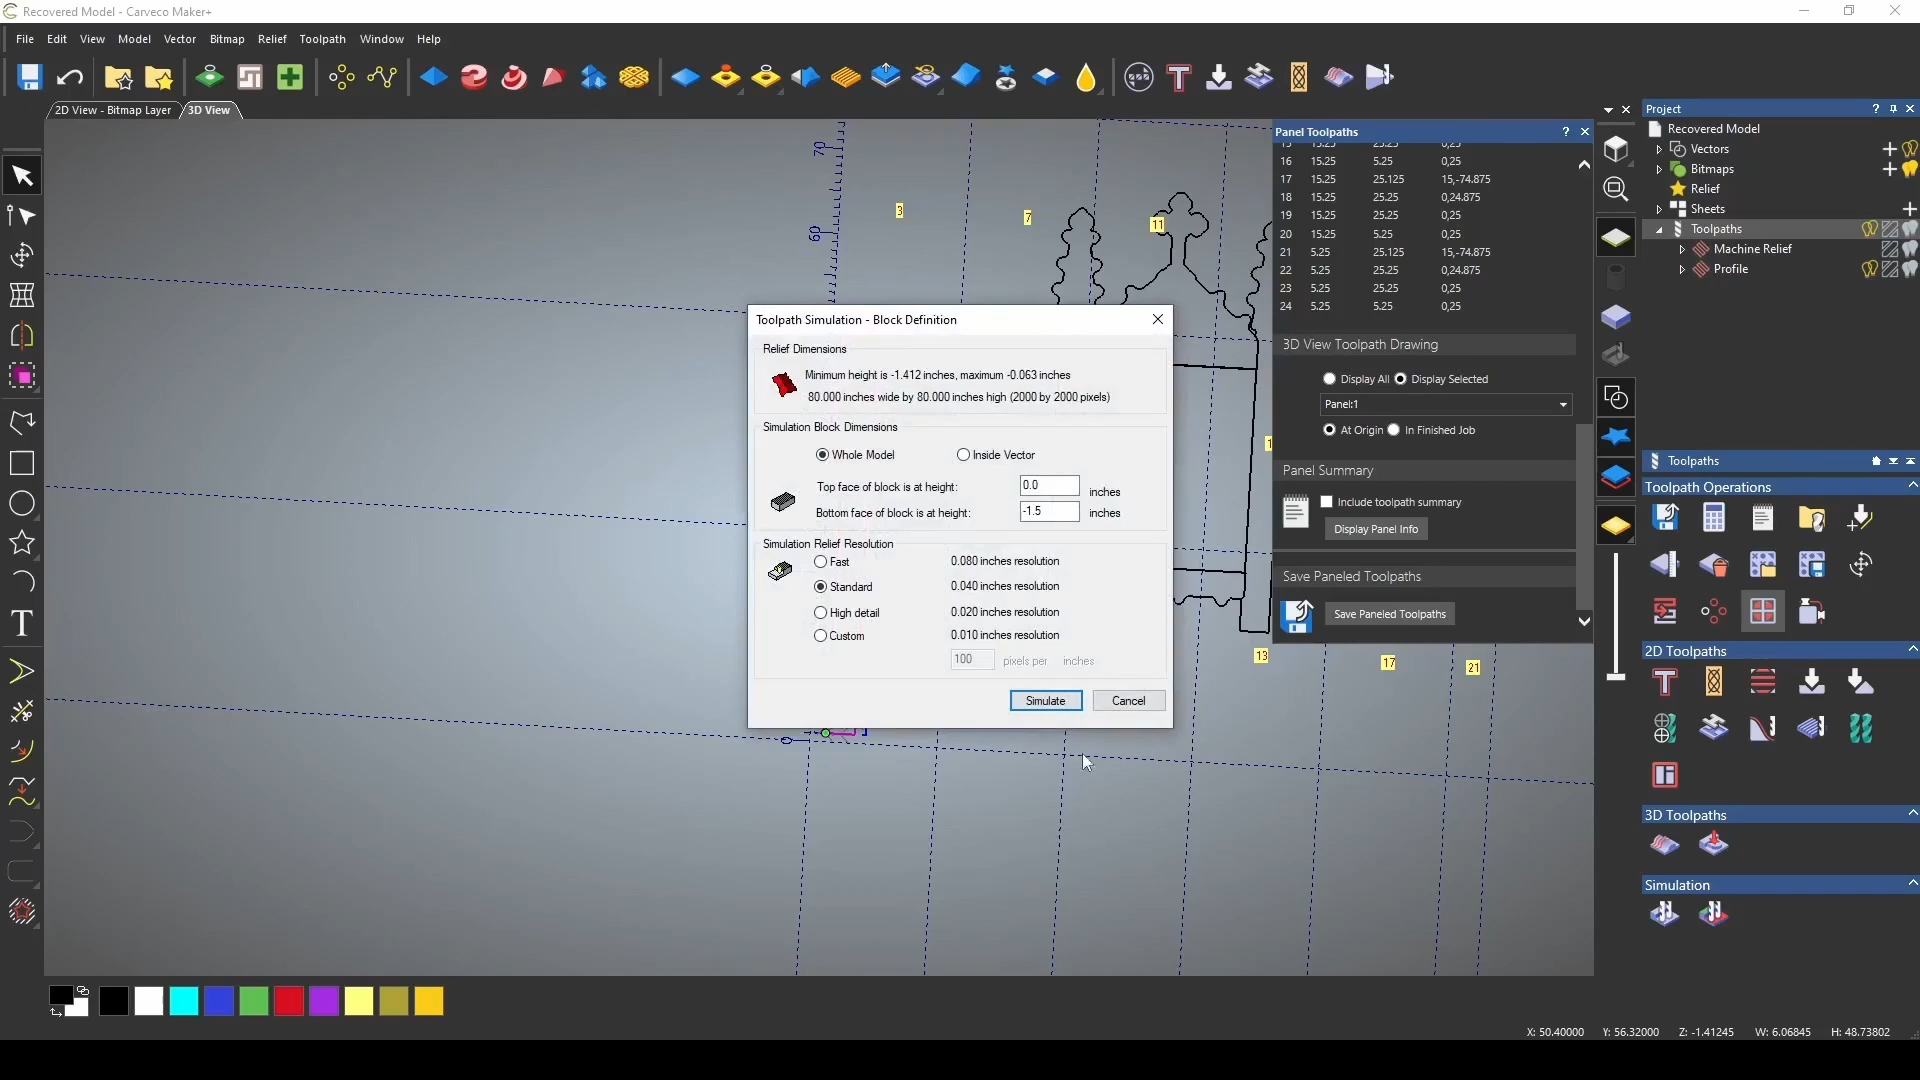 Recovered Model - Carveco Maker+
File Edit View Model Vector Bitmap Relief Toolpath Window Help
2D View - Bitmap Layer 3D View
Panel Toolpaths
15 15.25 25.25 0,25
16 15.25 5.25 0,25
17 15.25 25.125 15,-74.875
18 15.25 25.25 0,24.875
19 15.25 25.25 0,25
20 15.25 5.25 0,25
21 5.25 25.125 15,-74.875
22 5.25 25.25 0,24.875
23 5.25 25.25 0,25
24 5.25 5.25 0,25
3D View Toolpath Drawing
Display All Display Selected
Panel:1
At Origin In Finished Job
Panel Summary
Include toolpath summary
Display Panel Info
Save Paneled Toolpaths
Save Paneled Toolpaths
70
60
0
3
7
11
13
17
21
Toolpath Simulation - Block Definition
Relief Dimensions
Minimum height is -1.412 inches, maximum -0.063 inches
80.000 inches wide by 80.000 inches high (2000 by 2000 pixels)
Simulation Block Dimensions
Whole Model Inside Vector
Top face of block is at height: 0.0 inches
Bottom face of block is at height: -1.5 inches
Simulation Relief Resolution
Fast 0.080 inches resolution
Standard 0.040 inches resolution
High detail 0.020 inches resolution
Custom 0.010 inches resolution
100 pixels per inches
Simulate Cancel
Project
Recovered Model
Vectors
Bitmaps
Relief
Sheets
Toolpaths
Machine Relief
Profile
Toolpaths
Toolpath Operations
2D Toolpaths
3D Toolpaths
Simulation
X: 50.40000 Y: 56.32000 Z: -1.41245 W: 6.06845 H: 48.73802